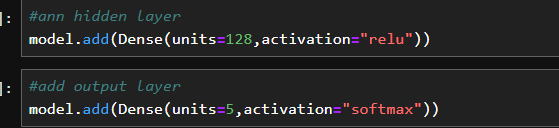 ]:
#ann hidden layer
model.add(Dense(units=128,activation="relu"))
]:
#add output layer
model.add(Dense(units=5,activation="softmax"))